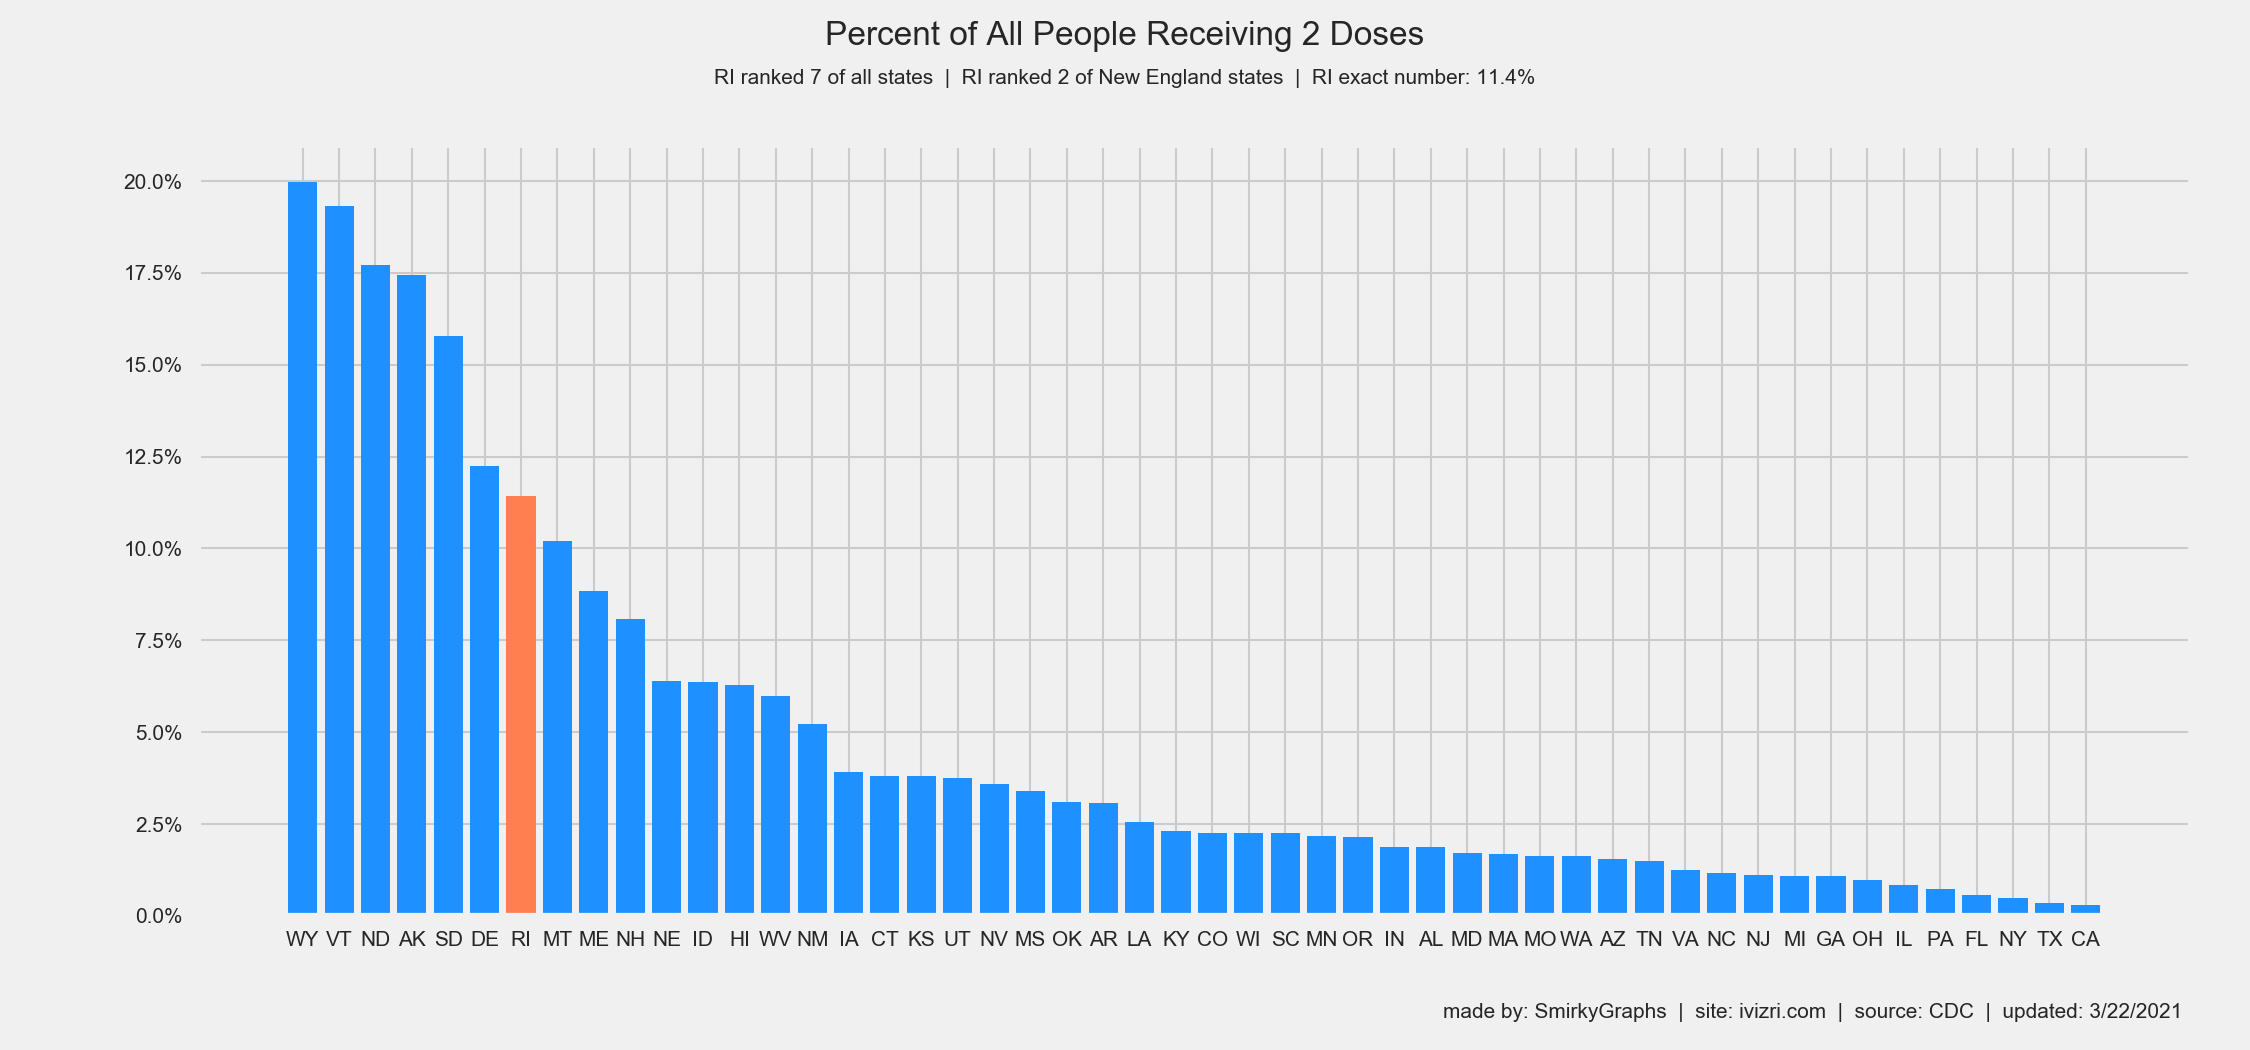 Percent of All People Receiving 2 Doses
RI ranked 7 of all states | RI ranked 2 of New England states | RI exact number: 11.4%
20.0%
17.5%
15.0%
12.5%
10.0%
7.5%
5.0%
2.5%
0.0%
WY VT ND AK SD DE RI MT ME NH NE ID HI WV NM IA CT KS UT NV MS OK AR LA KY CO WI SC MN OR IN AL MD MA MO WA AZ TN VA NC NJ MI GA OH IL PA FL NY TX CA
made by: SmirkyGraphs | site: ivizri.com | source: CDC | updated: 3/22/2021